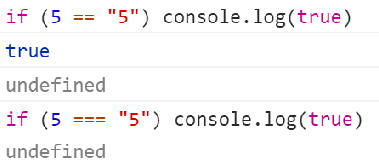 if (5 == "5") console.log(true)
true
undefined
if (5 === "5") console.log(true)
undefined